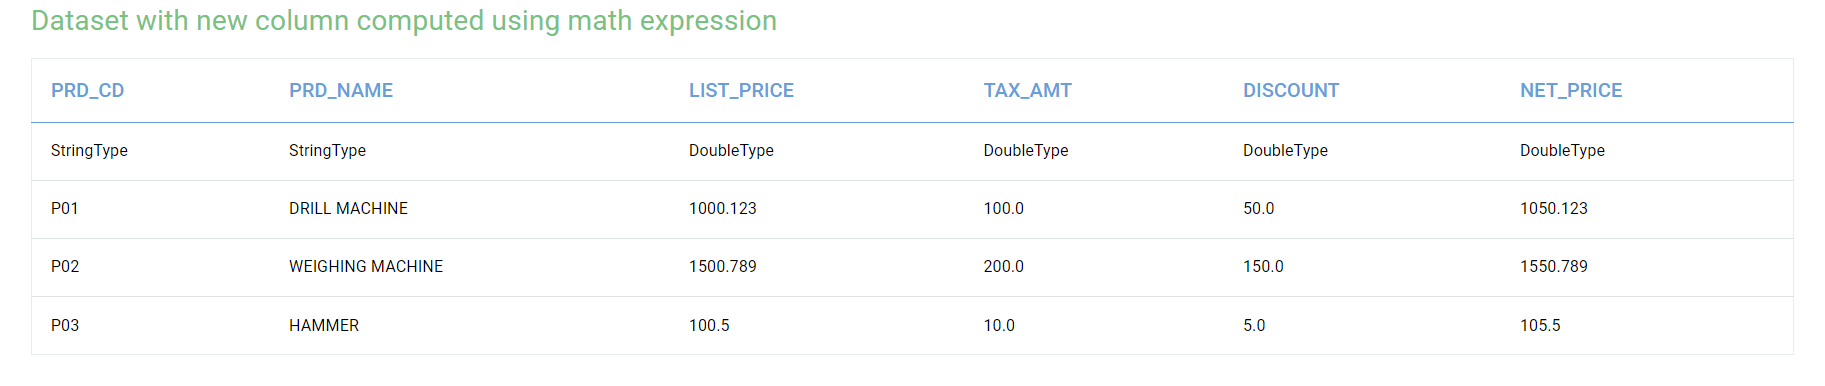 Dataset with new column computed using math expression
PRD_CD PRD_NAME LIST_PRICE TAX_AMT DISCOUNT NET_PRICE
StringType StringType DoubleType DoubleType DoubleType DoubleType
P01 DRILL MACHINE 1000.123 100.0 50.0 1050.123
P02 WEIGHING MACHINE 1500.789 200.0 150.0 1550.789
P03 HAMMER 100.5 10.0 5.0 105.5